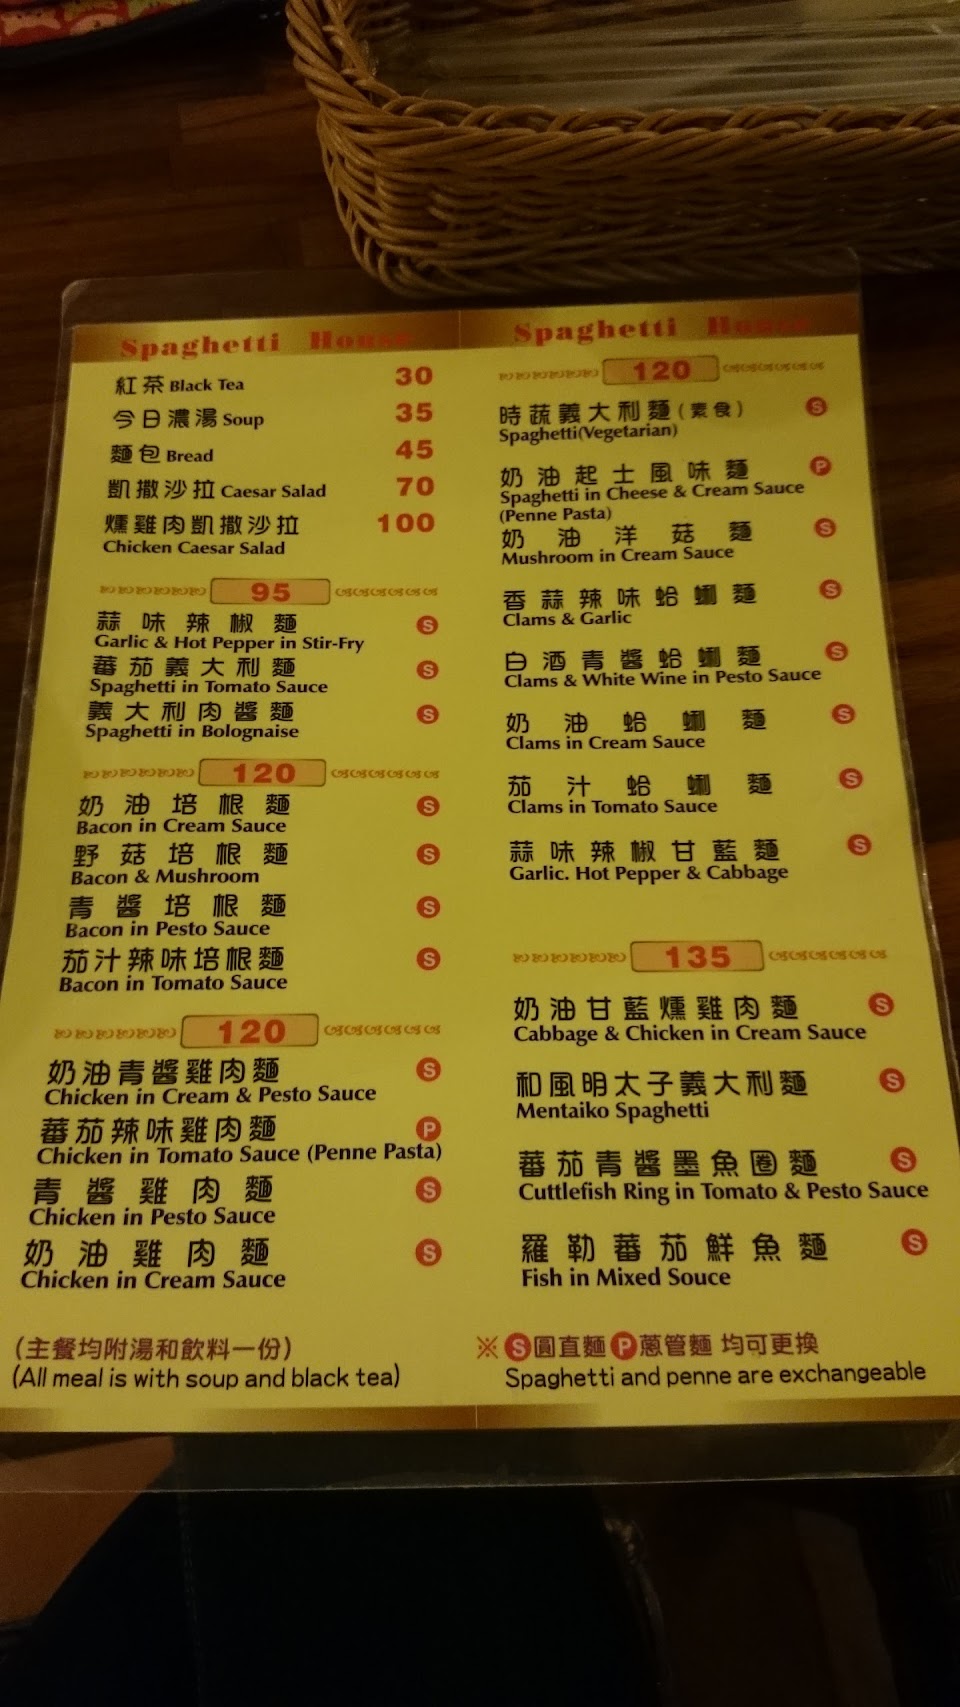 Spaghetti House
紅茶 Black Tea 30
今日濃湯 Soup 35
麵包 Bread 45
凱撒沙拉 Caesar Salad 70
燻雞肉凱撒沙拉 100
Chicken Caesar Salad
95
蒜味辣椒麵 S
Garlic & Hot Pepper in Stir-Fry
蕃茄義大利麵 S
Spaghetti in Tomato Sauce
義大利肉醬麵 S
Spaghetti in Bolognaise
120
奶油培根麵 S
Bacon in Cream Sauce
野菇培根麵 S
Bacon & Mushroom
青醬培根麵 S
Bacon in Pesto Sauce
茄汁辣味培根麵 S
Bacon in Tomato Sauce
120
奶油青醬雞肉麵 S
Chicken in Cream & Pesto Sauce
蕃茄辣味雞肉麵 P
Chicken in Tomato Sauce (Penne Pasta)
青醬雞肉麵 S
Chicken in Pesto Sauce
奶油雞肉麵 S
Chicken in Cream Sauce
(主餐均附湯和飲料一份)
(All meal is with soup and black tea)
Spaghetti House
120
時蔬義大利麵(素食) S
Spaghetti(Vegetarian)
奶油起士風味麵 P
Spaghetti in Cheese & Cream Sauce
(Penne Pasta)
奶油洋菇麵 S
Mushroom in Cream Sauce
香蒜辣味蛤蜊麵 S
Clams & Garlic
白酒青醬蛤蜊麵 S
Clams & White Wine in Pesto Sauce
奶油蛤蜊麵 S
Clams in Cream Sauce
茄汁蛤蜊麵 S
Clams in Tomato Sauce
蒜味辣椒甘藍麵 S
Garlic. Hot Pepper & Cabbage
135
奶油甘藍燻雞肉麵 S
Cabbage & Chicken in Cream Sauce
和風明太子義大利麵 S
Mentaiko Spaghetti
蕃茄青醬墨魚圈麵 S
Cuttlefish Ring in Tomato & Pesto Sauce
羅勒蕃茄鮮魚麵 S
Fish in Mixed Souce
※S圓直麵P蔥管麵 均可更換
Spaghetti and penne are exchangeable